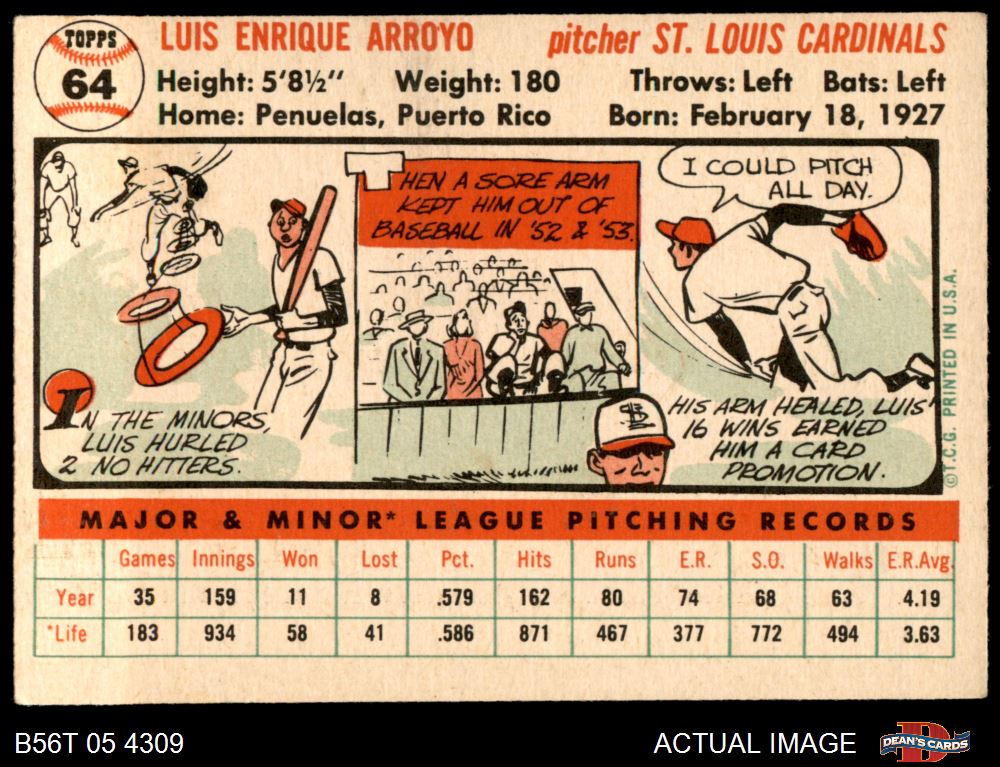 TOPPS
64
LUIS ENRIQUE ARROYO pitcher ST. LOUIS CARDINALS
Height: 5'8½" Weight: 180 Throws: Left Bats: Left
Home: Penuelas, Puerto Rico Born: February 18, 1927
IN THE MINORS,
LUIS HURLED
2 NO HITTERS.
HEN A SORE ARM
KEPT HIM OUT OF
BASEBALL IN '52 & '53.
I COULD PITCH
ALL DAY.
HIS ARM HEALED, LUIS'
16 WINS EARNED
HIM A CARD
PROMOTION.
©T.C.G. PRINTED IN U.S.A.
MAJOR & MINOR* LEAGUE PITCHING RECORDS
Games Innings Won Lost Pct. Hits Runs E.R. S.O. Walks E.R.Avg.
Year 35 159 11 8 .579 162 80 74 68 63 4.19
*Life 183 934 58 41 .586 871 467 377 772 494 3.63
B56T 05 4309 ACTUAL IMAGE DEAN'S CARDS